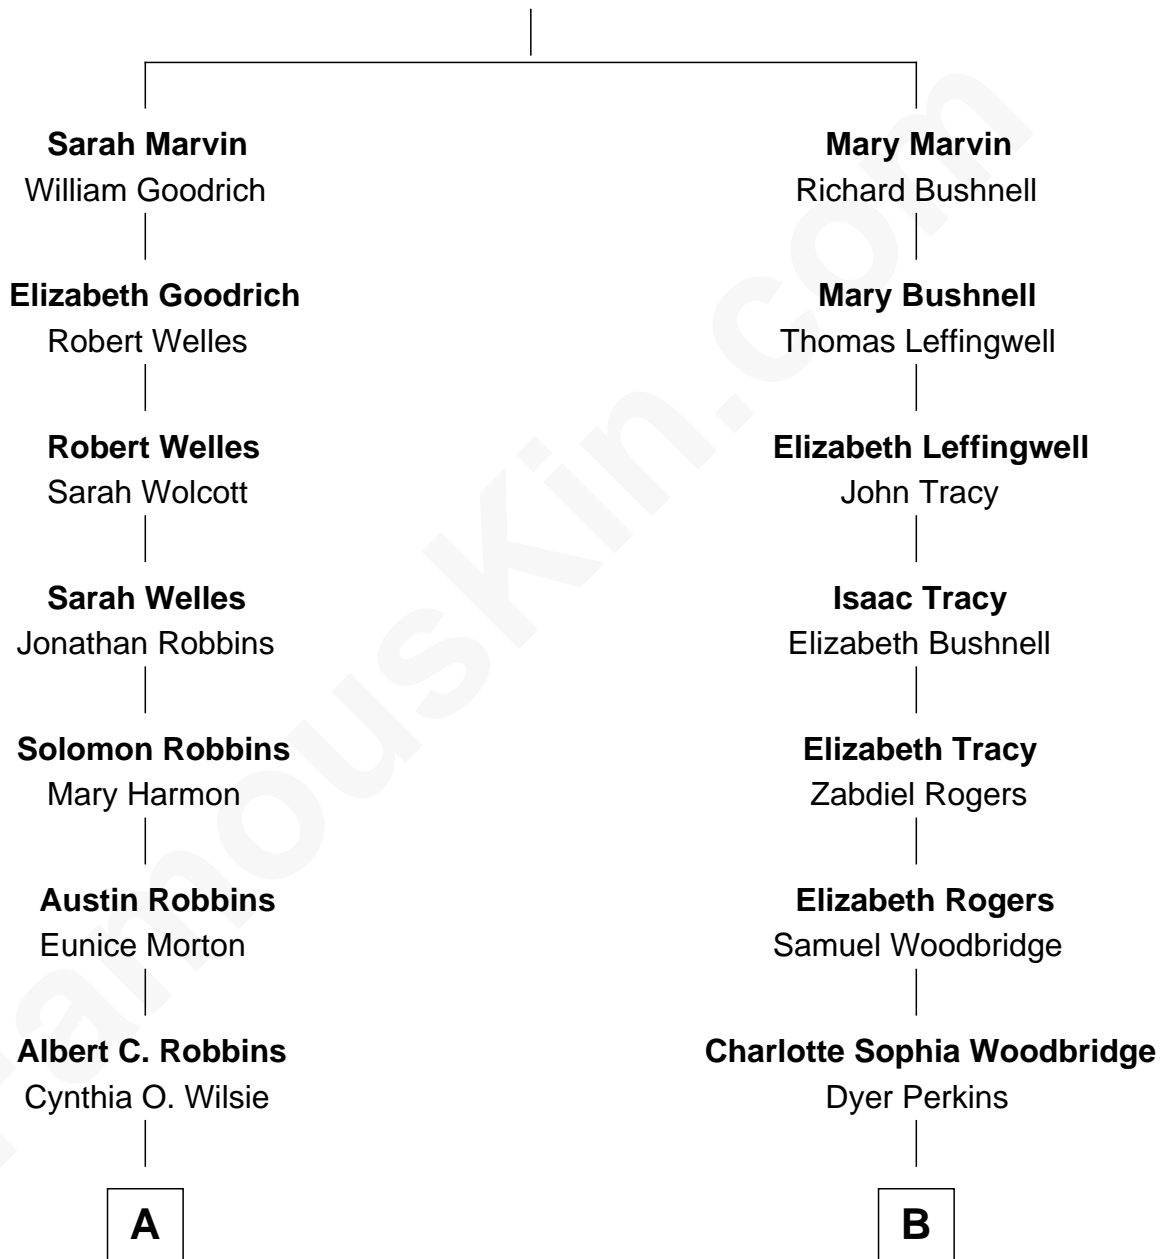 Sarah Marvin
William Goodrich
Elizabeth Goodrich
Robert Welles
Robert Welles
Sarah Wolcott
Sarah Welles
Jonathan Robbins
Solomon Robbins
Mary Harmon
Austin Robbins
Eunice Morton
Albert C. Robbins
Cynthia O. Wilsie
A
Mary Marvin
Richard Bushnell
Mary Bushnell
Thomas Leffingwell
Elizabeth Leffingwell
John Tracy
Isaac Tracy
Elizabeth Bushnell
Elizabeth Tracy
Zabdiel Rogers
Elizabeth Rogers
Samuel Woodbridge
Charlotte Sophia Woodbridge
Dyer Perkins
B
FamousKin.com